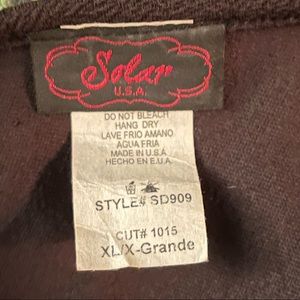 Solar
U.S.A.
DO NOT BLEACH
HANG DRY
LAVE FRIO AMANO
AGUA FRIA
MADE IN U.S.A
HECHO EN E.U.A.
STYLE# SD909
CUT# 1015
XL/X-Grande